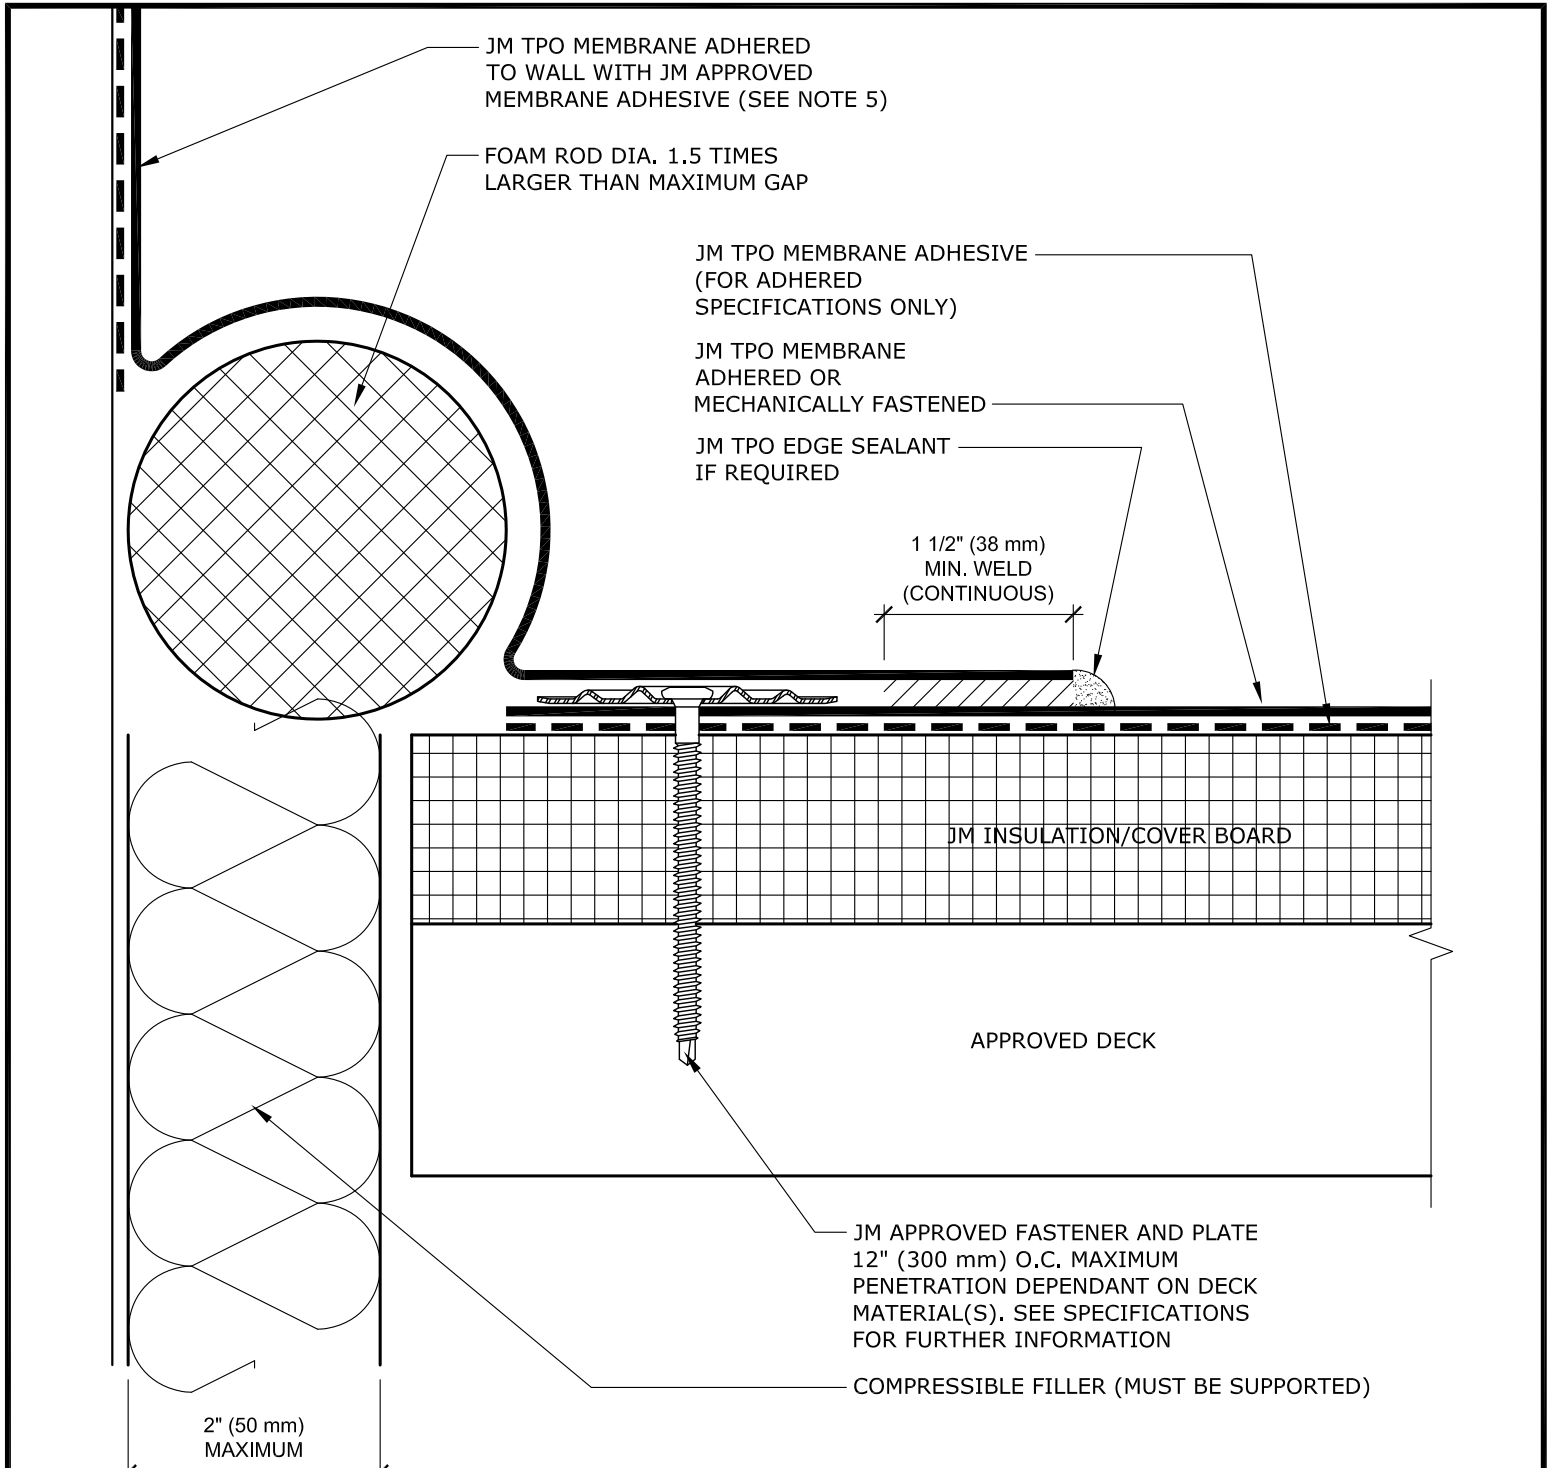 JM TPO MEMBRANE ADHERED
TO WALL WITH JM APPROVED
MEMBRANE ADHESIVE (SEE NOTE 5)
FOAM ROD DIA. 1.5 TIMES
LARGER THAN MAXIMUM GAP
JM TPO MEMBRANE ADHESIVE
(FOR ADHERED
SPECIFICATIONS ONLY)
JM TPO MEMBRANE
ADHERED OR
MECHANICALLY FASTENED
JM TPO EDGE SEALANT
IF REQUIRED
1 1/2" (38 mm)
MIN. WELD
(CONTINUOUS)
JM INSULATION/COVER BOARD
APPROVED DECK
JM APPROVED FASTENER AND PLATE
12" (300 mm) O.C. MAXIMUM
PENETRATION DEPENDANT ON DECK
MATERIAL(S). SEE SPECIFICATIONS
FOR FURTHER INFORMATION
COMPRESSIBLE FILLER (MUST BE SUPPORTED)
2" (50 mm)
MAXIMUM